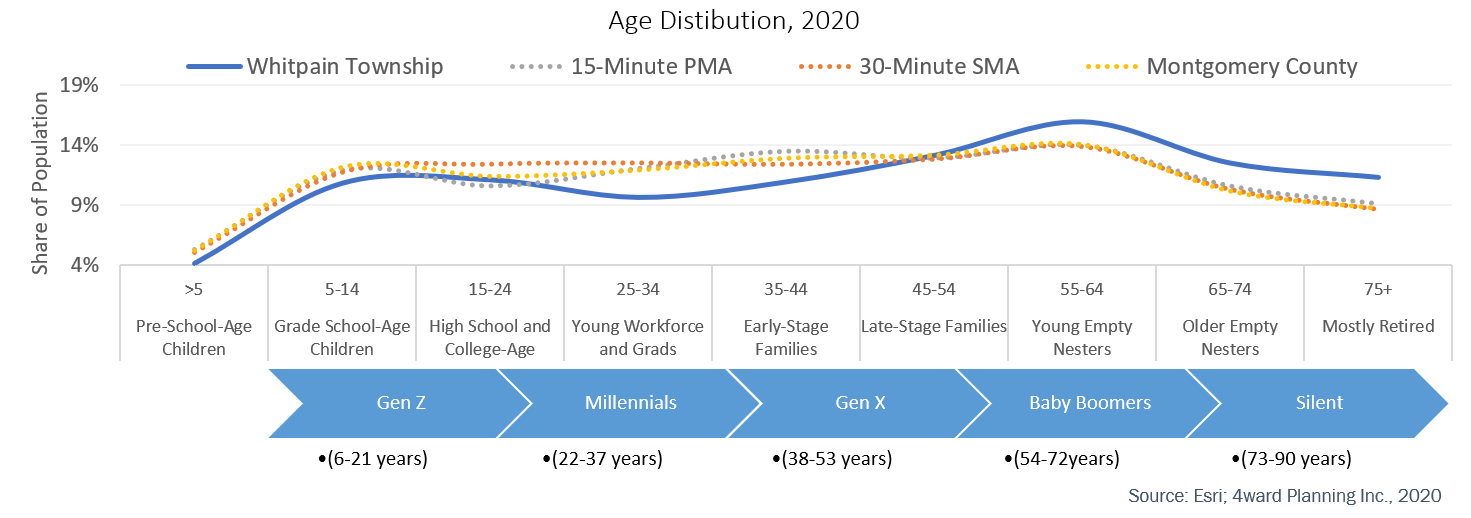 Age Distibution, 2020
Whitpain Township 15-Minute PMA 30-Minute SMA Montgomery County
19%
14%
9%
4%
Share of Population
>5 5-14 15-24 25-34 35-44 45-54 55-64 65-74 75+
Pre-School-Age Grade School-Age High School and Young Workforce Early-Stage Late-Stage Families Young Empty Older Empty Mostly Retired
Children Children College-Age and Grads Families Nesters Nesters
Gen Z Millennials Gen X Baby Boomers Silent
•(6-21 years) •(22-37 years) •(38-53 years) •(54-72years) •(73-90 years)
Source: Esri; 4ward Planning Inc., 2020